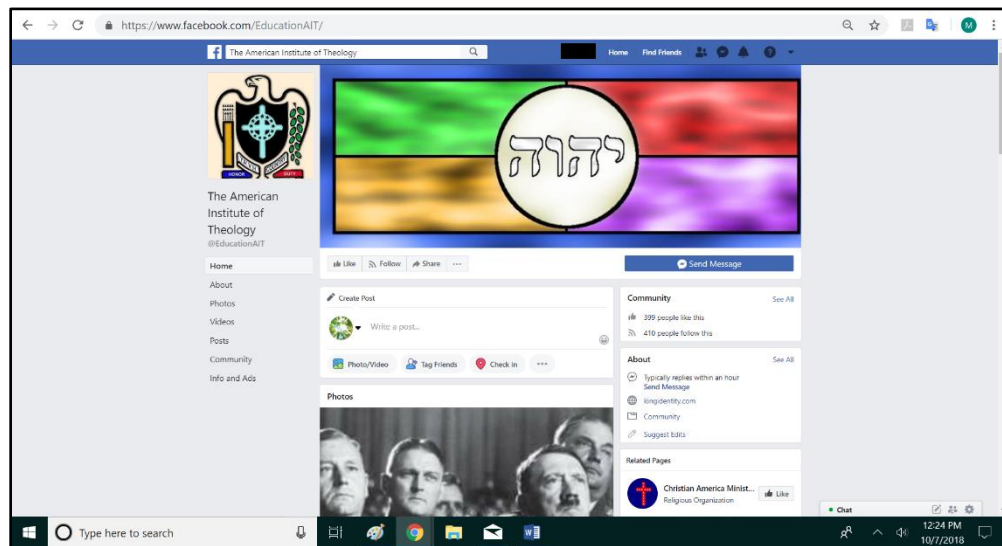 https://www.facebook.com/EducationAIT/
M
The American Institute of Theology
Home Find Friends
יהוה
HONOR
DUTY
The American
Institute of
Theology
@EducationAIT
Home
About
Photos
Videos
Posts
Community
Info and Ads
Like Follow Share
Send Message
Create Post
Write a post...
Photo/Video Tag Friends Check in
Photos
Community See All
399 people like this
410 people follow this
About See All
Typically replies within an hour
Send Message
kingidentity.com
Community
Suggest Edits
Related Pages
Christian America Minist...
Religious Organization
Like
Chat
Type here to search
12:24 PM
10/7/2018